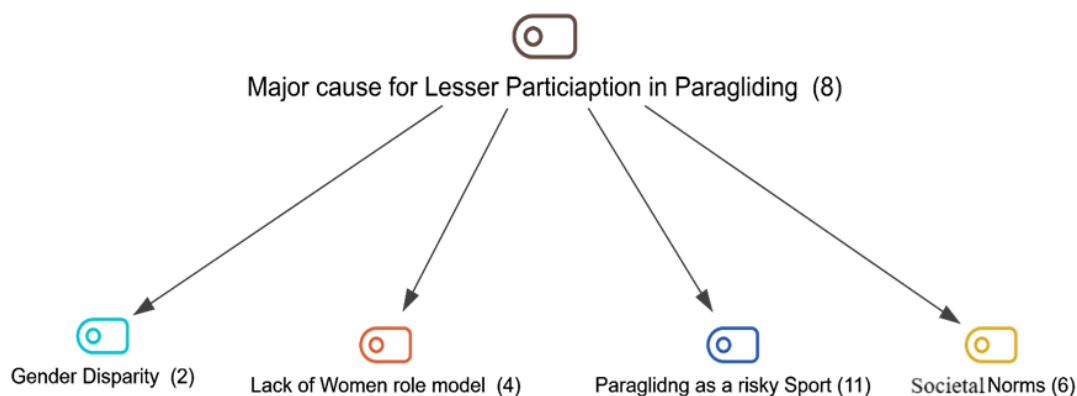 Major cause for Lesser Particiaption in Paragliding (8)
Gender Disparity (2)
Lack of Women role model (4)
Paraglidng as a risky Sport (11)
Societal Norms (6)